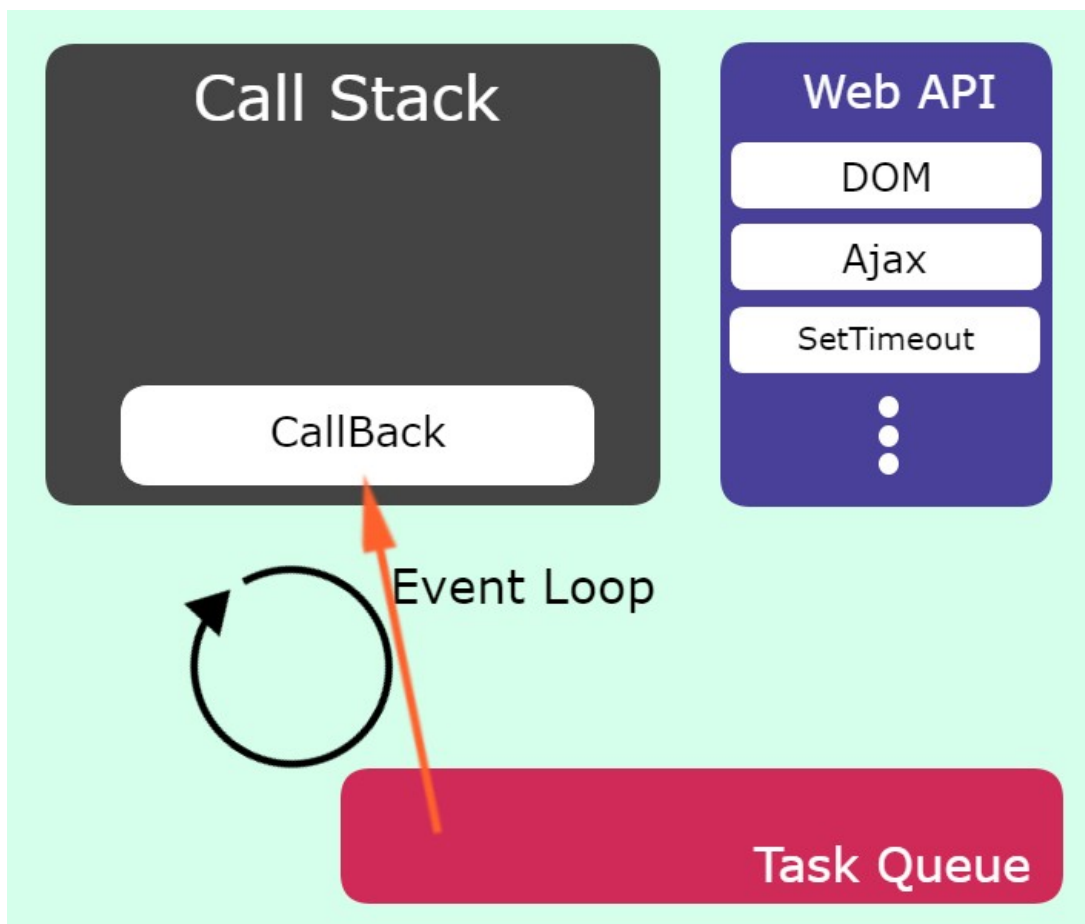 Call Stack
Web API
DOM
Ajax
SetTimeout
CallBack
Event Loop
Task Queue